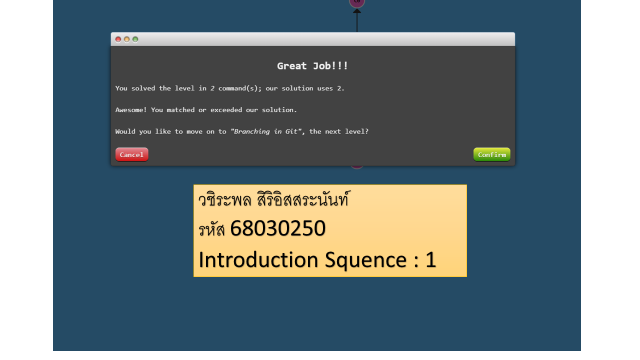 Great Job!!!
You solved the level in 2 command(s); our solution uses 2.
Awesome! You matched or exceeded our solution.
Would you like to move on to "Branching in Git", the next level?
Cancel
Confirm
วชิระพล สิริอิสสระนันท์
รหัส 68030250
Introduction Squence : 1